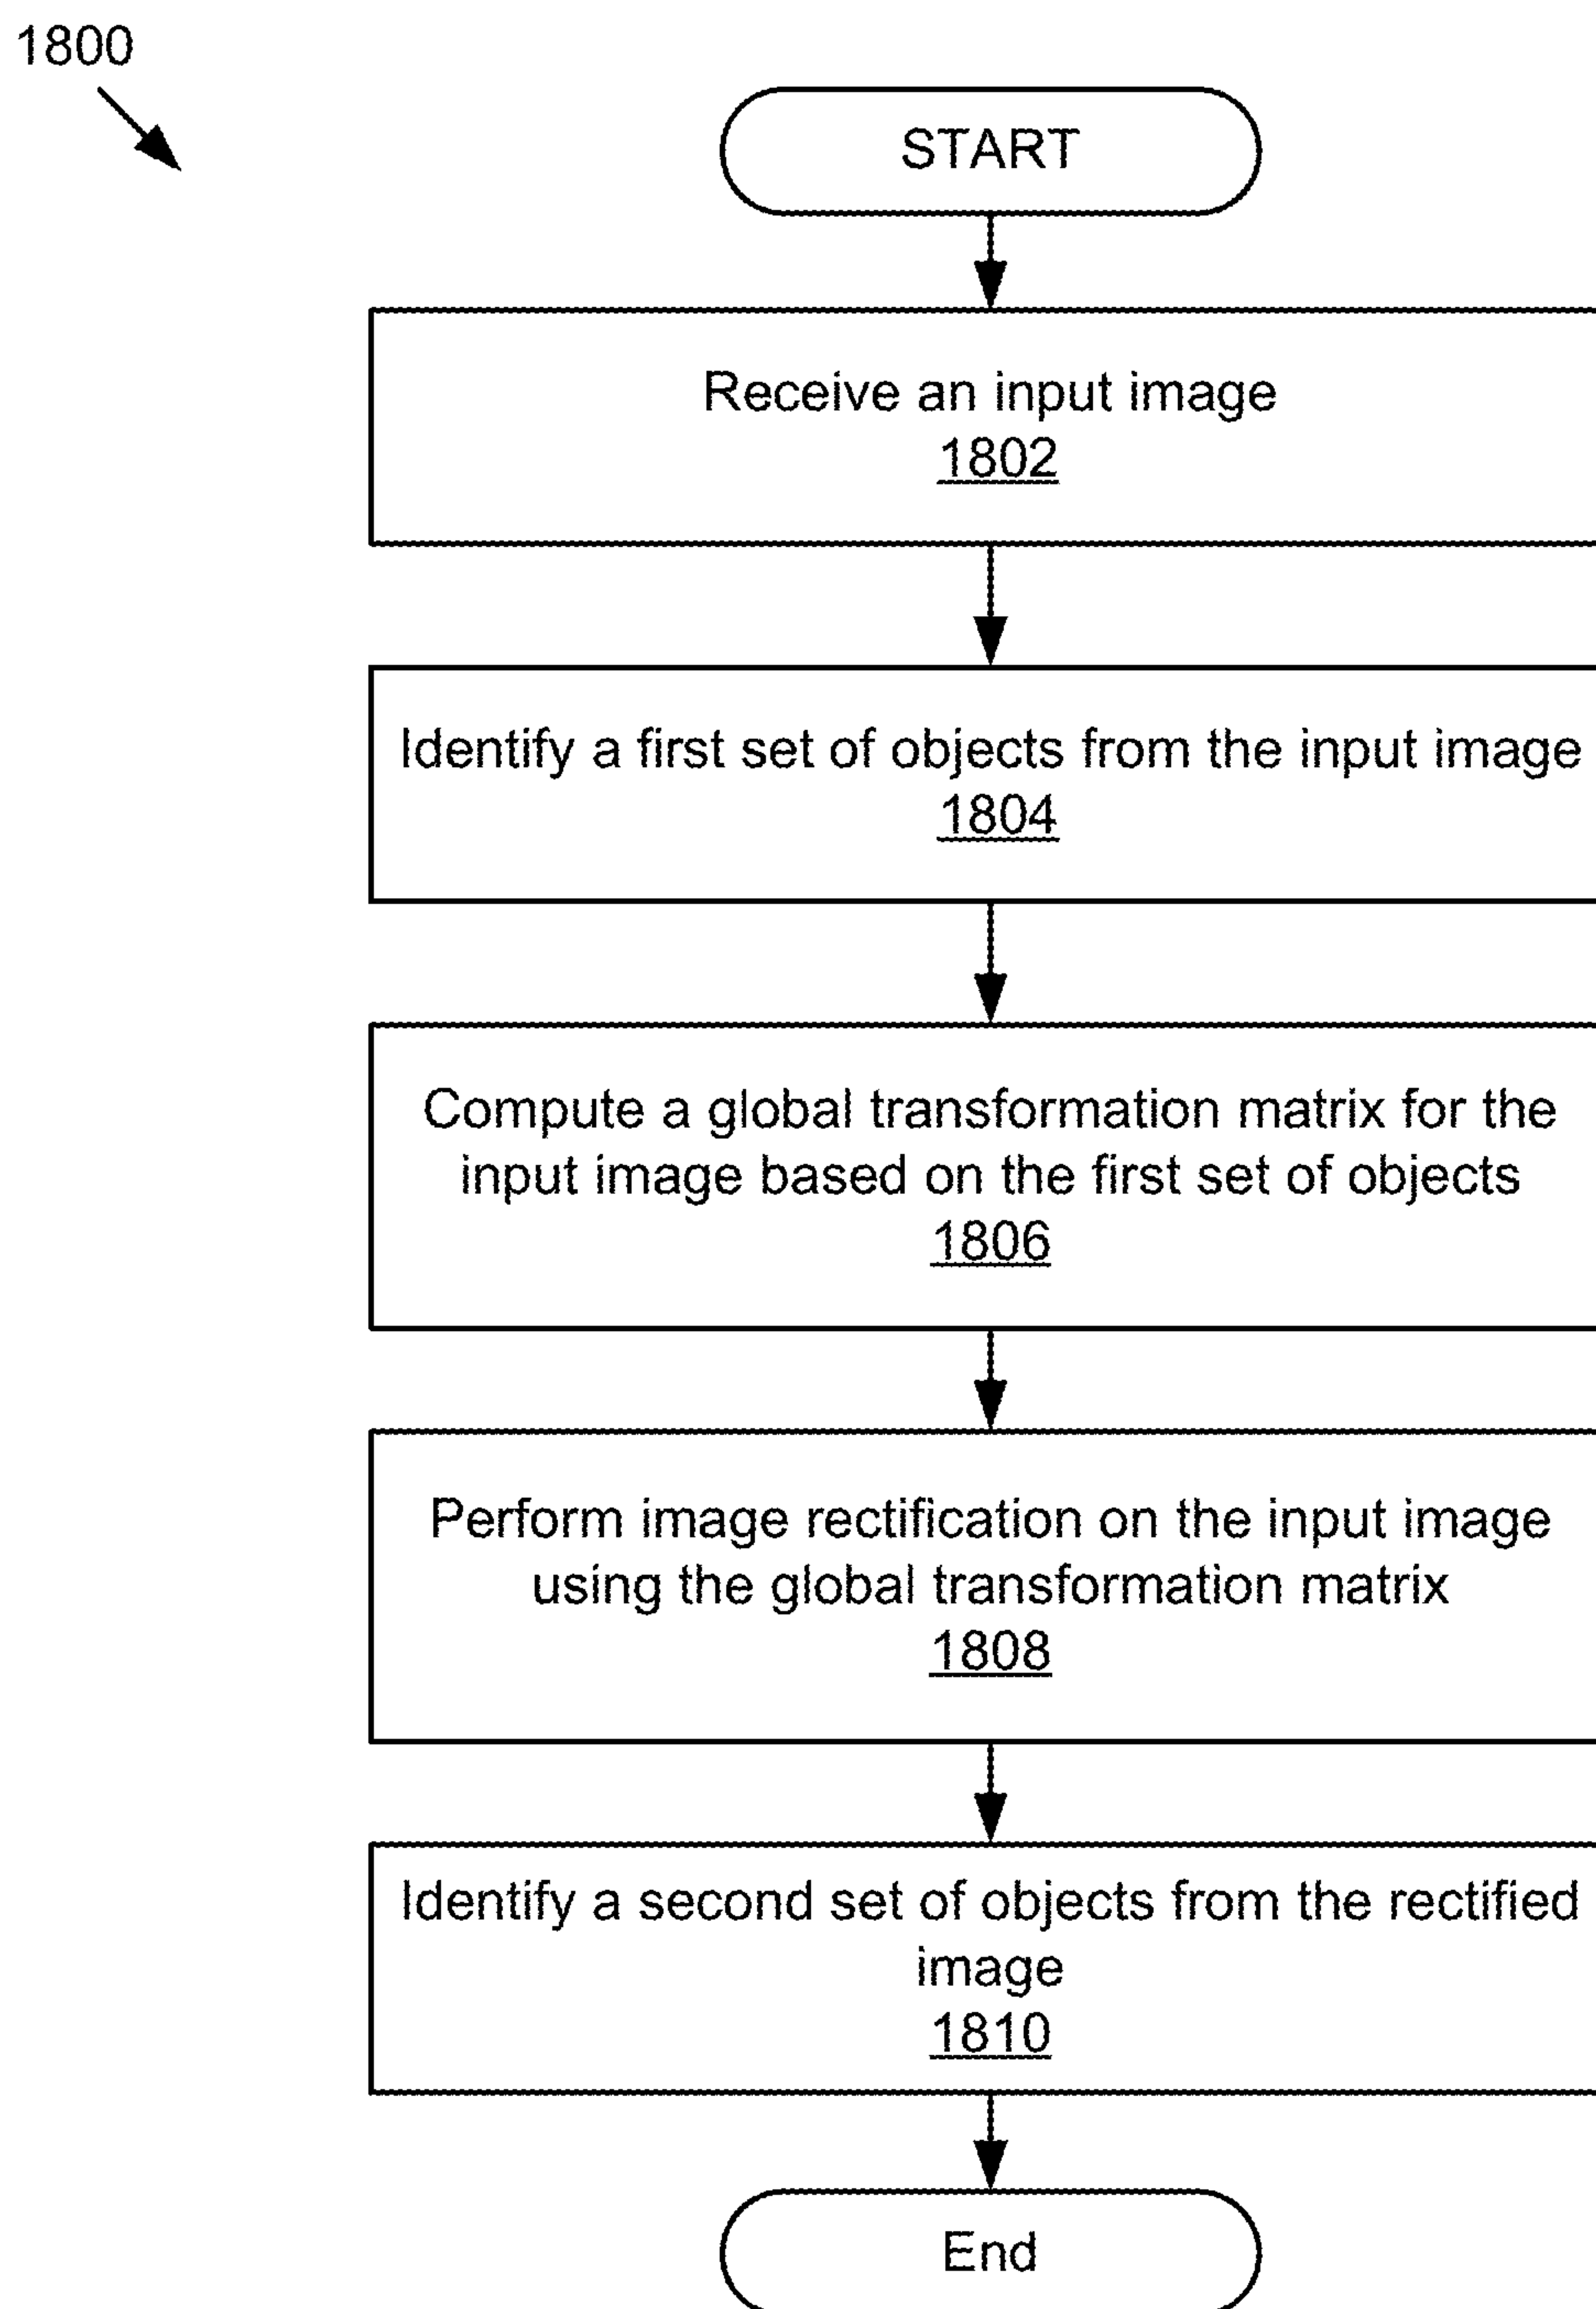 1800
START
Receive an input image
1802
Identify a first set of objects from the input image
1804
Compute a global transformation matrix for the
input image based on the first set of objects
1806
Perform image rectification on the input image
using the global transformation matrix
1808
Identify a second set of objects from the rectified
image
1810
End